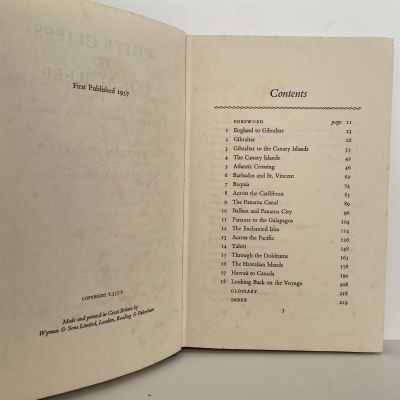 First Published 1957
COPYRIGHT T.357.P.
Made and printed in Great Britain by
Wyman & Sons Limited, London, Reading & Fakenham
Contents
FOREWORD page 11
1 England to Gibraltar 13
2 Gibraltar 26
3 Gibraltar to the Canary Islands 35
4 The Canary Islands 42
5 Atlantic Crossing 46
6 Barbados and St. Vincent 62
7 Bequia 74
8 Across the Caribbean 83
9 The Panama Canal 89
10 Balboa and Panama City 96
11 Panama to the Galapagos 104
12 The Enchanted Isles 114
13 Across the Pacific 126
14 Tahiti 148
15 Through the Doldrums 163
16 The Hawaiian Islands 178
17 Hawaii to Canada 190
18 Looking Back on the Voyage 208
GLOSSARY 218
INDEX 219
5